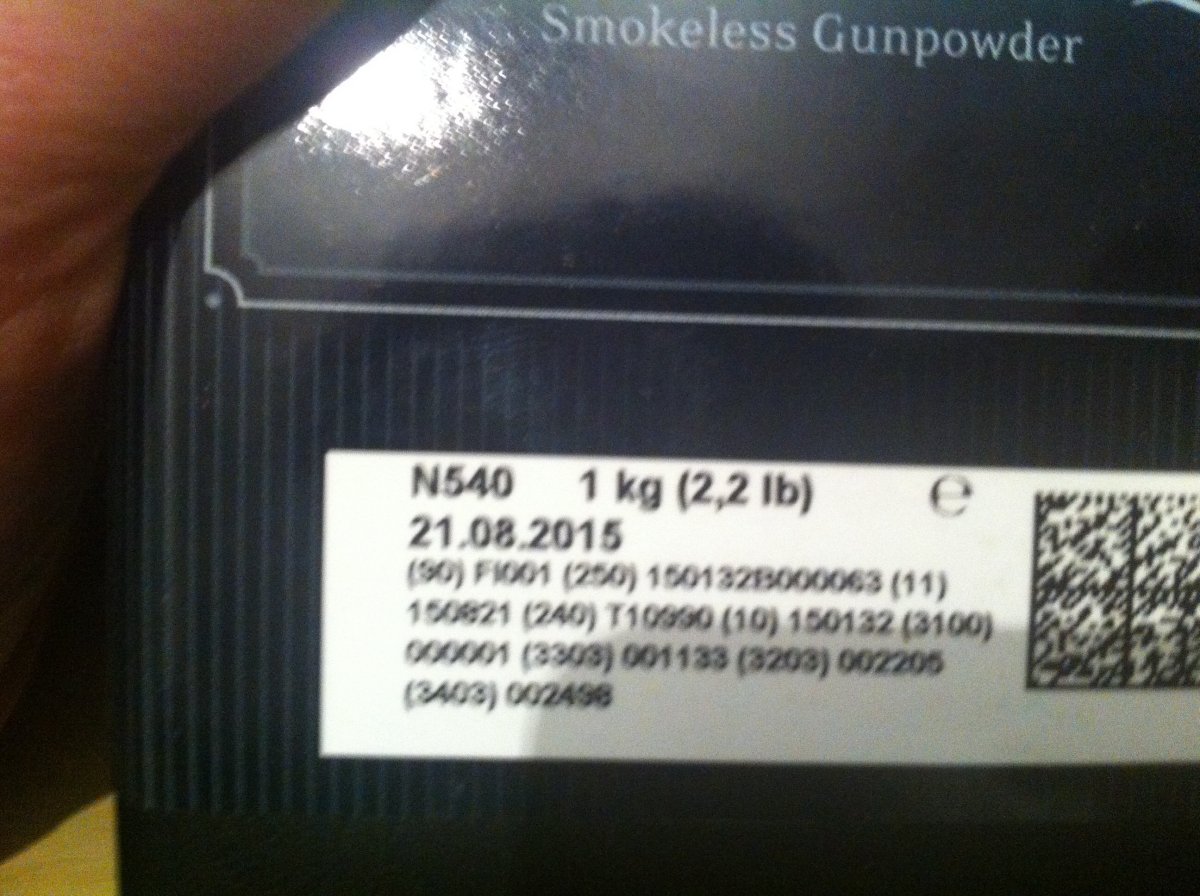 Smokeless Gunpowder
N540 1 kg (2,2 lb) ℮
21.08.2015
(90) FI001 (250) 150132B000063 (11)
150821 (240) T10990 (10) 150132 (3100)
000001 (3303) 001133 (3203) 002205
(3403) 002498